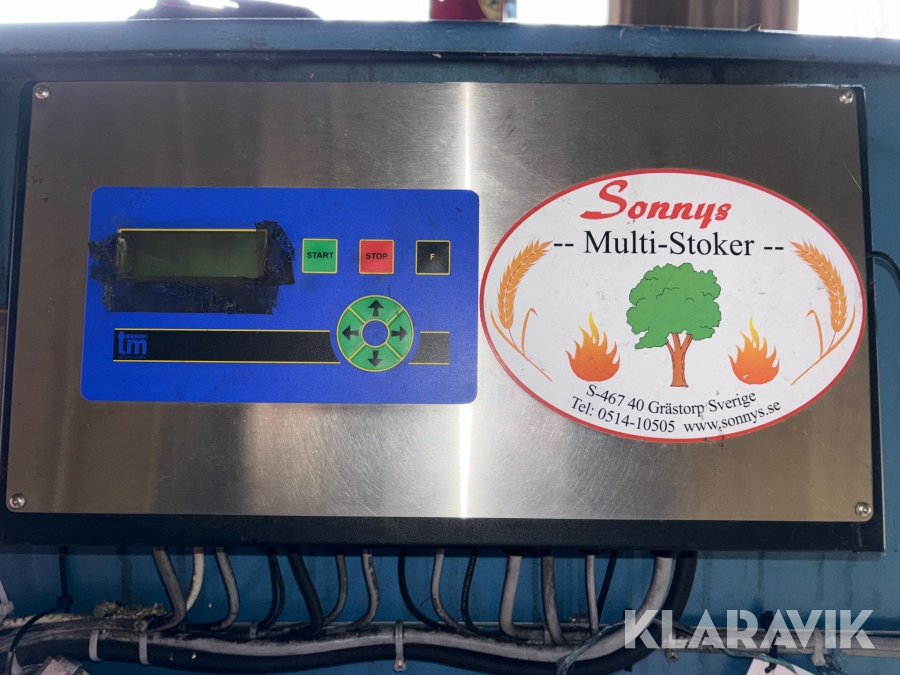 START
STOP
F
tm
Sonnys
-- Multi-Stoker --
S-467 40 Grästorp Sverige
Tel: 0514-10505 www.sonnys.se
KLARAVIK